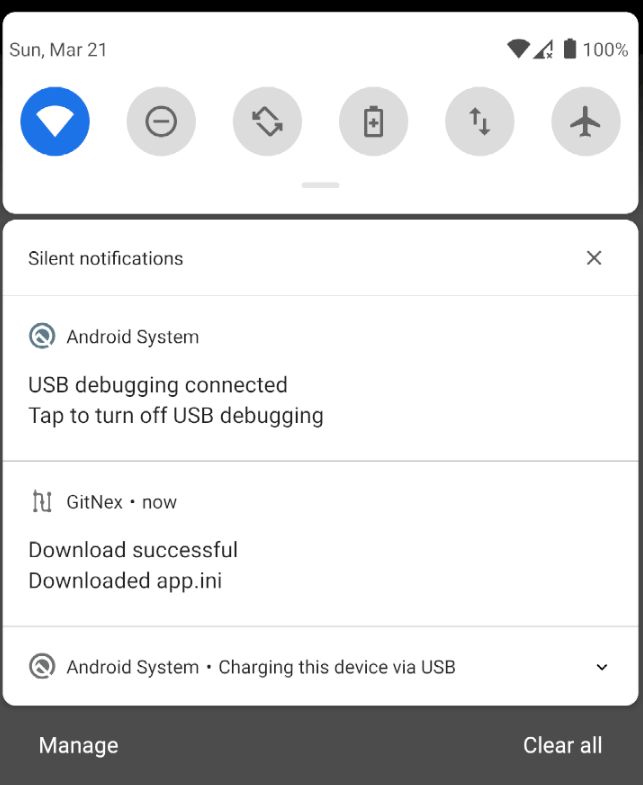 Sun, Mar 21
100%
Silent notifications
Android System
USB debugging connected
Tap to turn off USB debugging
GitNex • now
Download successful
Downloaded app.ini
Android System • Charging this device via USB
Manage
Clear all